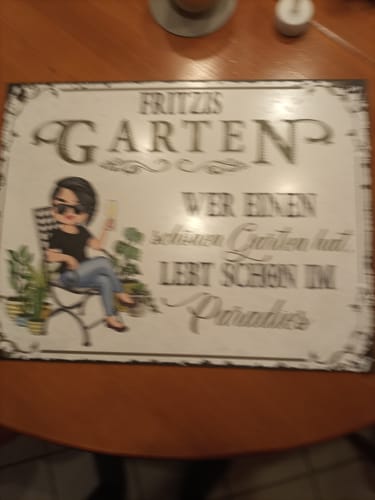 FRITZIS
GARTEN
WER EINEN
schönen Garten hat,
LEBT SCHON IM
Paradies